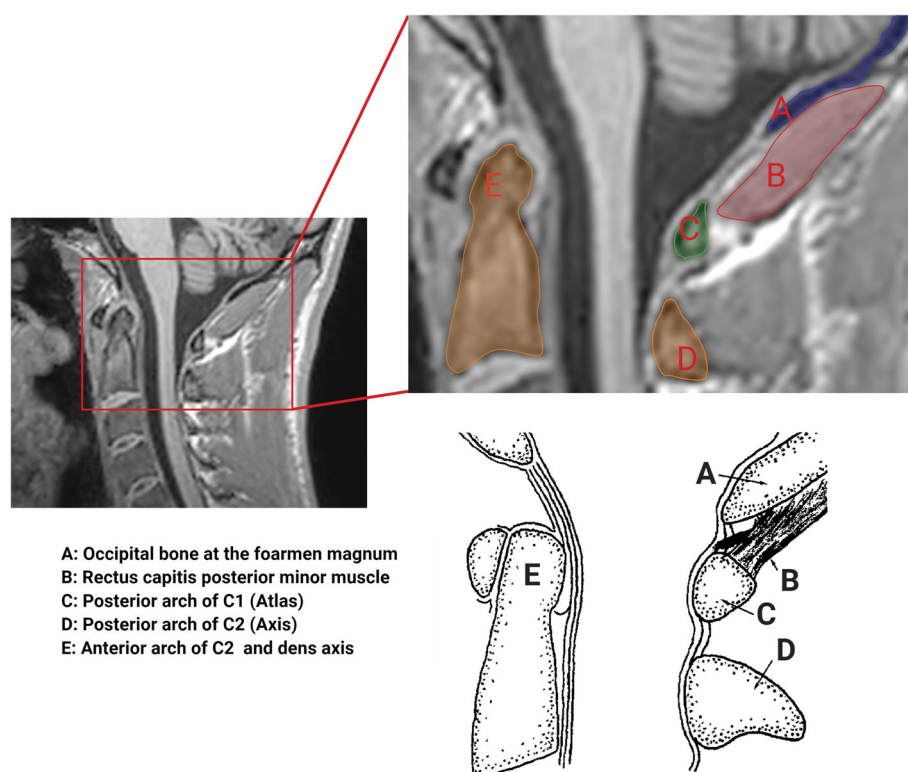 A
B
E
C
D
A: Occipital bone at the foarmen magnum
B: Rectus capitis posterior minor muscle
C: Posterior arch of C1 (Atlas)
D: Posterior arch of C2 (Axis)
E: Anterior arch of C2 and dens axis
A
E
B
C
D